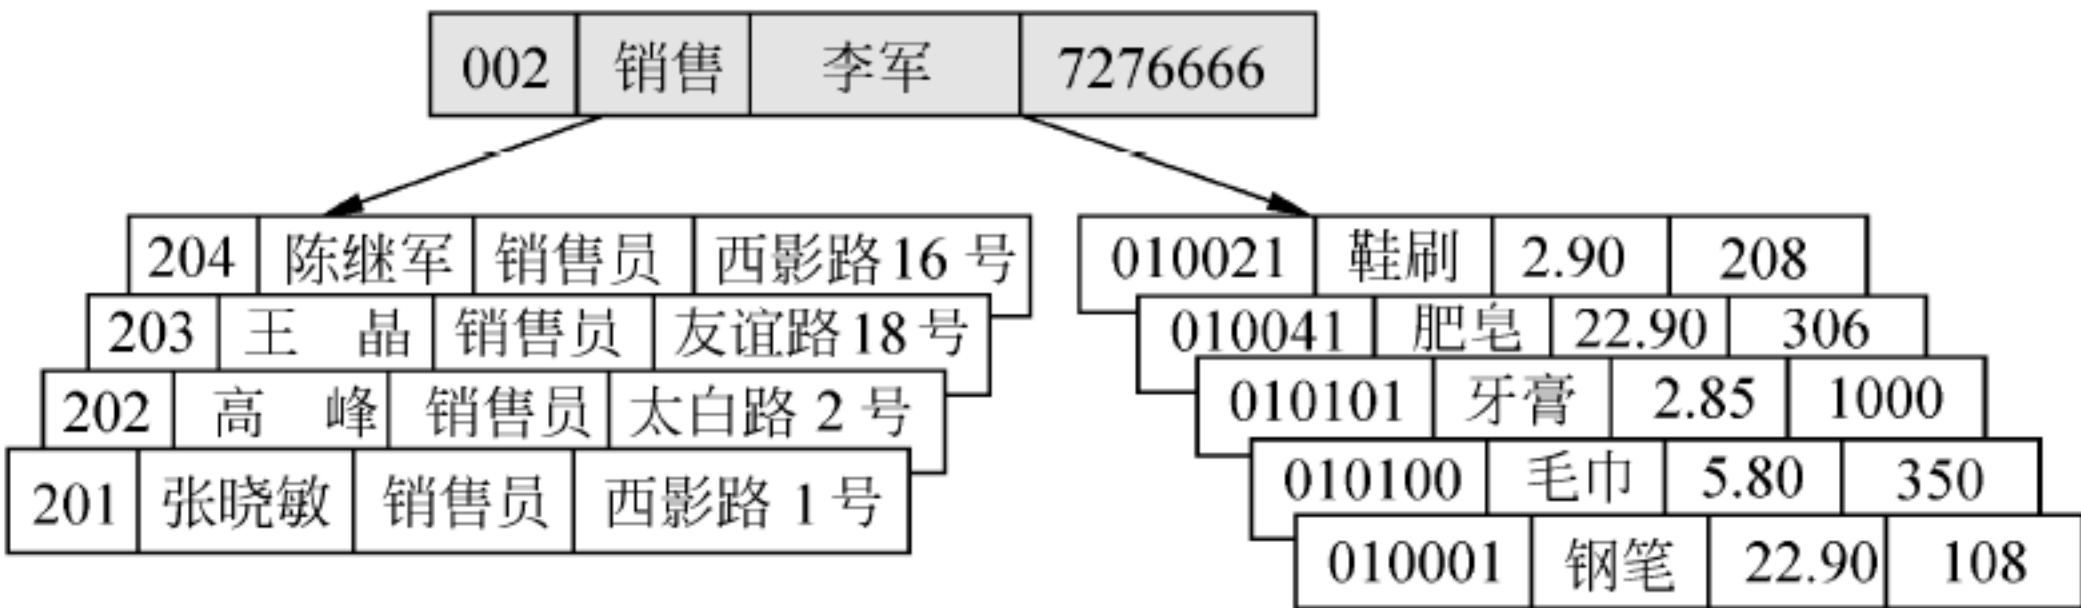 002 销售 李军 7276666
204 陈继军 销售员 西影路16号
203 王 晶 销售员 友谊路18号
202 高 峰 销售员 太白路 2 号
201 张晓敏 销售员 西影路 1 号
010021 鞋刷 2.90 208
010041 肥皂 22.90 306
010101 牙膏 2.85 1000
010100 毛巾 5.80 350
010001 钢笔 22.90 108